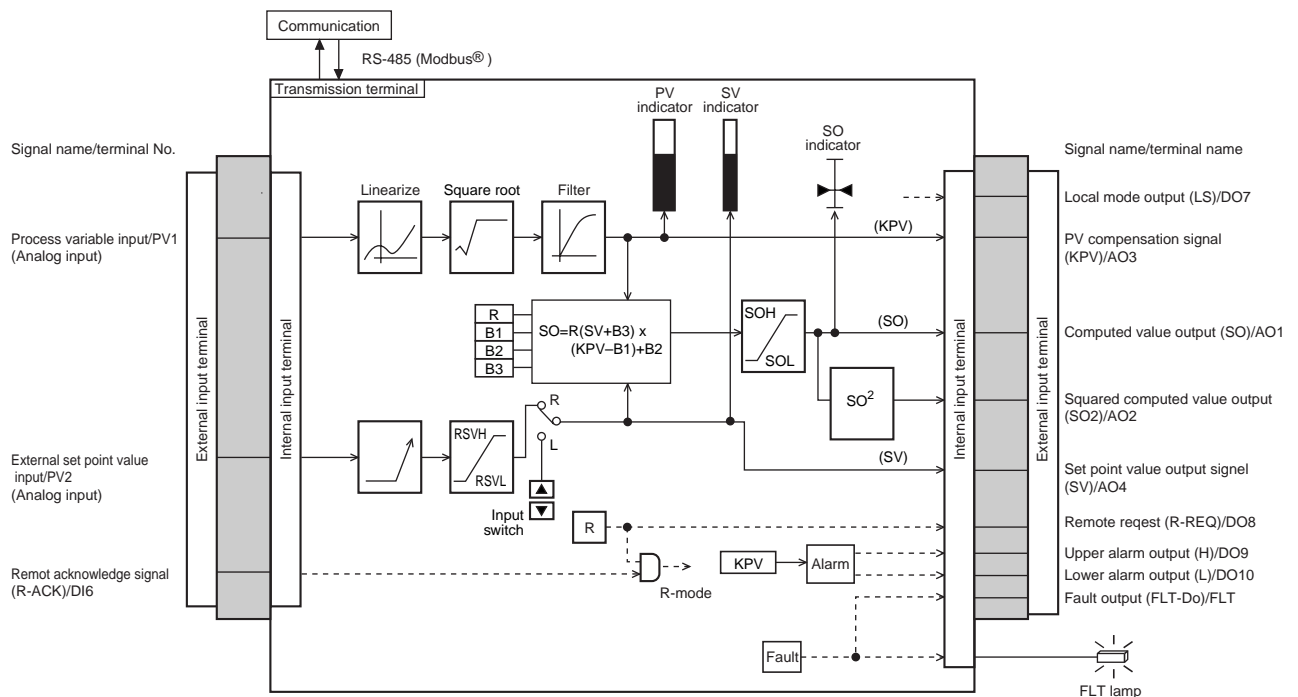 Communication
RS-485 (Modbus®)
Transmission terminal
PV
indicator
SV
indicator
SO
indicator
Signal name/terminal No.
Signal name/terminal name
Linearize
Square root
Filter
Local mode output (LS)/DO7
Process variable input/PV1
(Analog input)
(KPV)
PV compensation signal
(KPV)/AO3
External input terminal
Internal input terminal
R
B1
B2
B3
SO=R(SV+B3) x
(KPV–B1)+B2
SOH
SOL
(SO)
Computed value output (SO)/AO1
SO2
Squared computed value output
(SO2)/AO2
Internal input terminal
External input terminal
R
L
RSVH
RSVL
External set point value
input/PV2
(Analog input)
(SV)
Set point value output signel
(SV)/AO4
Input
switch
R
Remote reqest (R-REQ)/DO8
KPV
Alarm
Upper alarm output (H)/DO9
Lower alarm output (L)/DO10
Remot acknowledge signal
(R-ACK)/DI6
R-mode
Fault output (FLT-Do)/FLT
Fault
FLT lamp